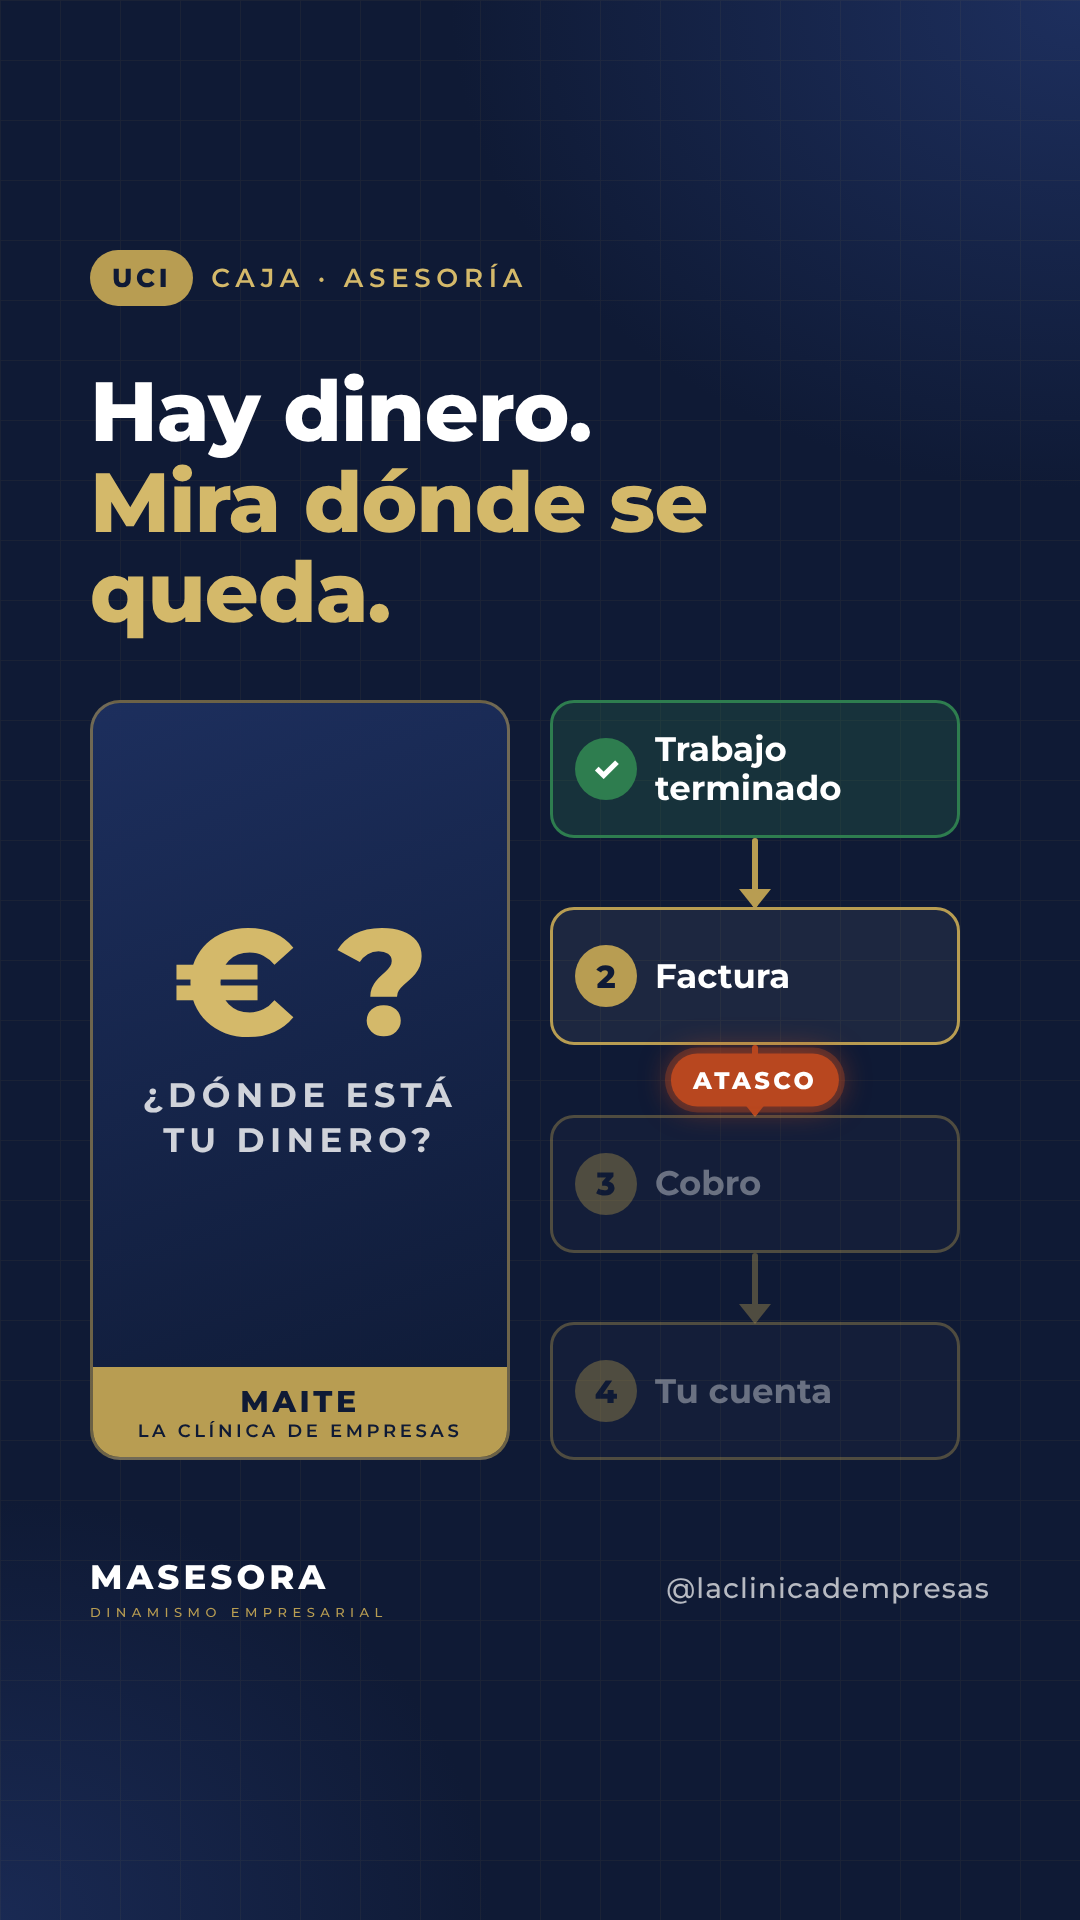 UCI CAJA · ASESORÍA
Hay dinero.
Mira dónde se
queda.
€ ?
¿DÓNDE ESTÁ
TU DINERO?
MAITE
LA CLÍNICA DE EMPRESAS
Trabajo
terminado
2 Factura
ATASCO
3 Cobro
4 Tu cuenta
MASESORA
DINAMISMO EMPRESARIAL
@laclinicadempresas